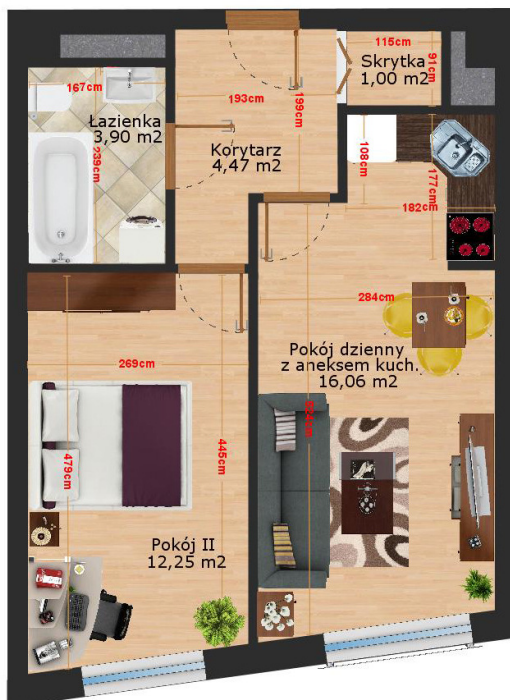 115cm
Skrytka
1,00 m2
91cm
167cm
Łazienka
3,90 m2
239cm
193cm
199cm
Korytarz
4,47 m2
108cm
177cm
182cm
284cm
Pokój dzienny
z aneksem kuch.
16,06 m2
269cm
445cm
479cm
Pokój II
12,25 m2